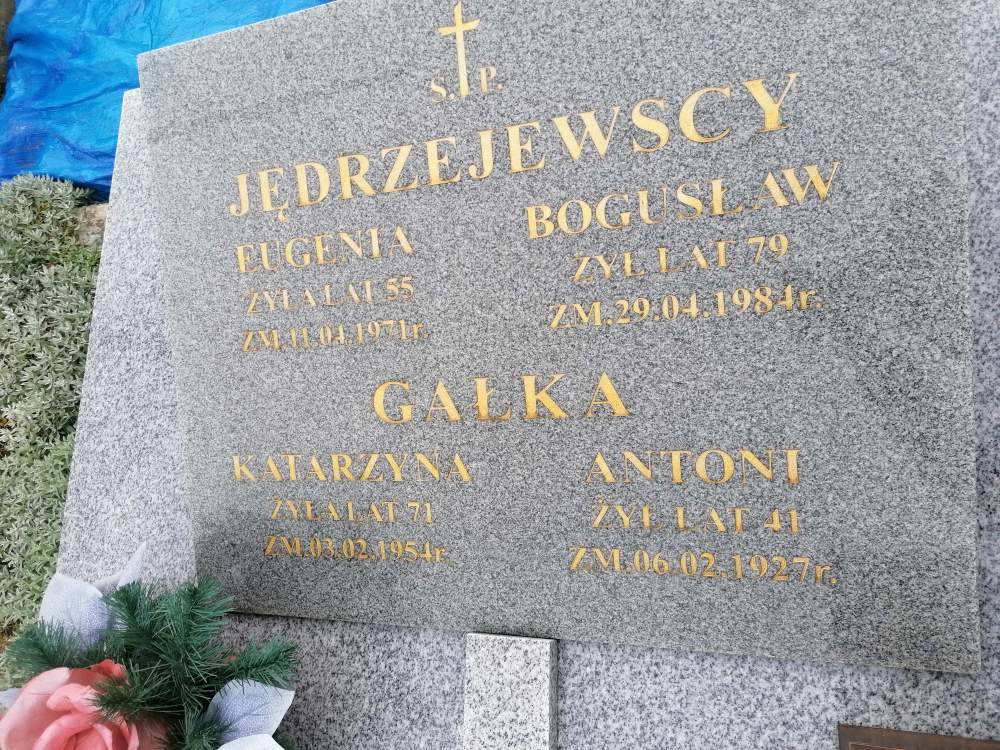 Ś. P.
JĘDRZEJEWSCY
EUGENIA
ŻYŁA LAT 55
ZM.11.04.1971r.
BOGUSŁAW
ŻYŁ LAT 79
ZM.29.04.1984r.
GAŁKA
KATARZYNA
ŻYŁA LAT 71
ZM.03.02.1954r.
ANTONI
ŻYŁ LAT 41
ZM.06.02.1927r.